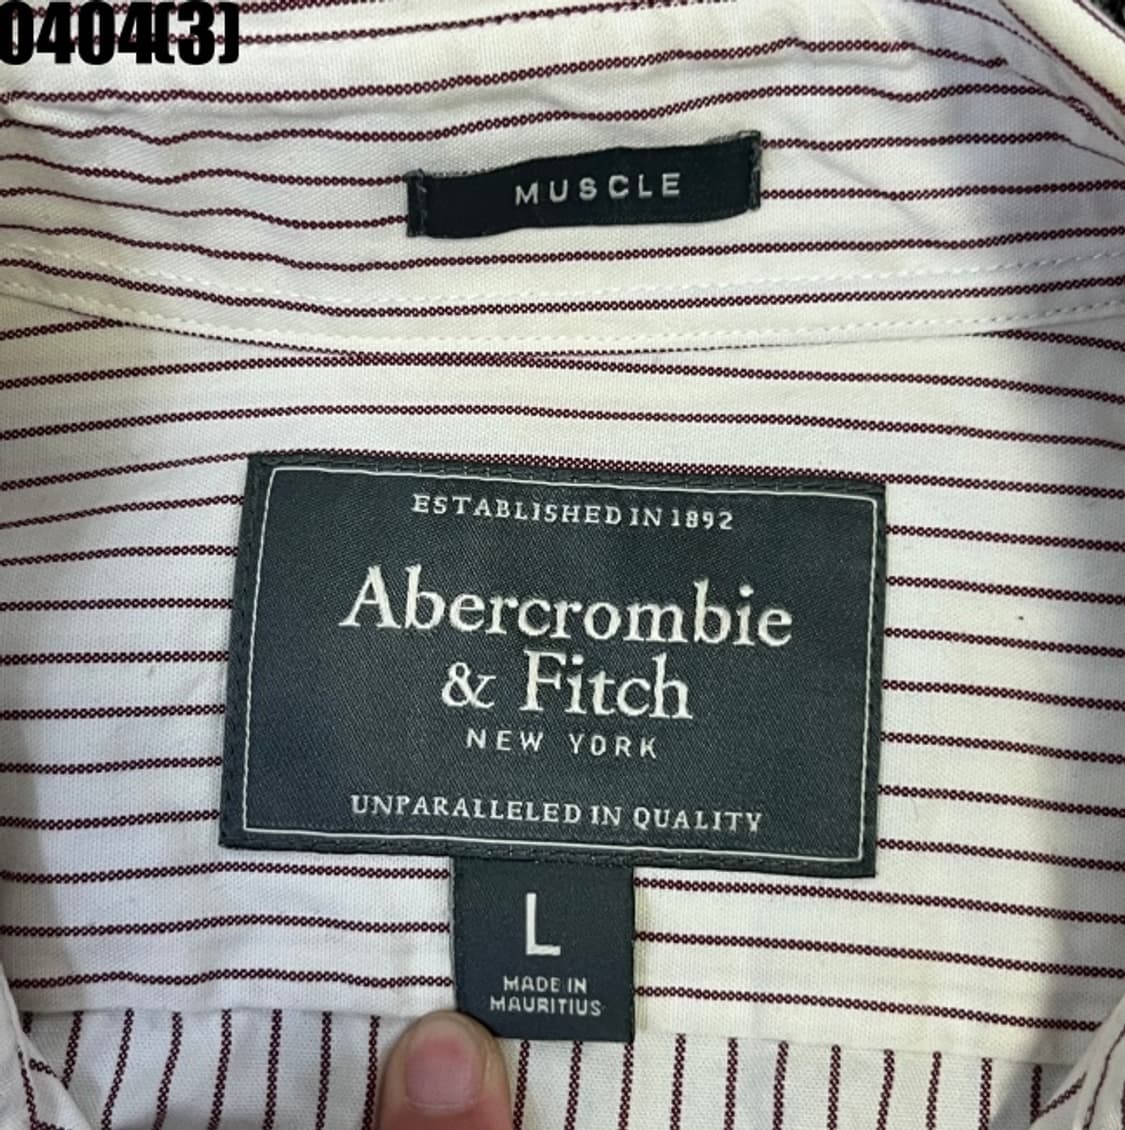 0404(3)
MUSCLE
ESTABLISHED IN 1892
Abercrombie
& Fitch
NEW YORK
UNPARALLELED IN QUALITY
L
MADE IN
MAURITIUS